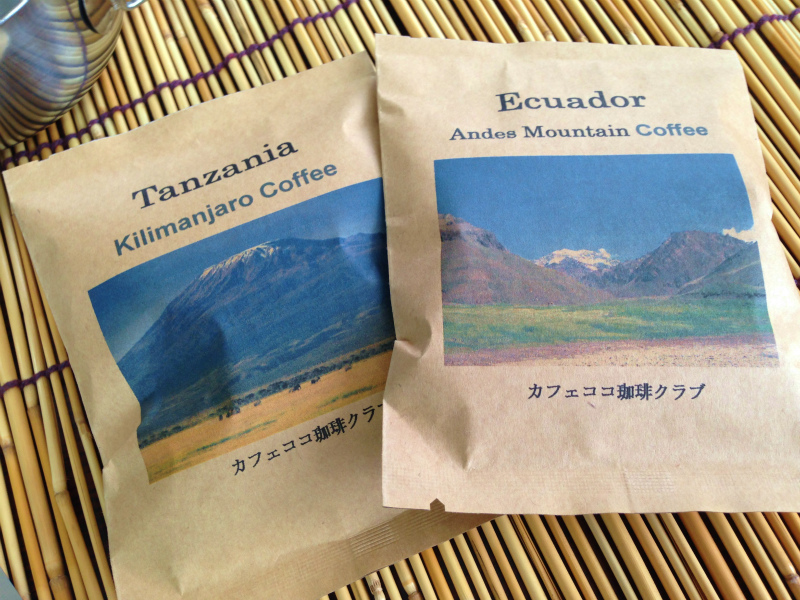 Tanzania
Kilimanjaro Coffee
カフェココ珈琲クラブ
Ecuador
Andes Mountain Coffee
カフェココ珈琲クラブ